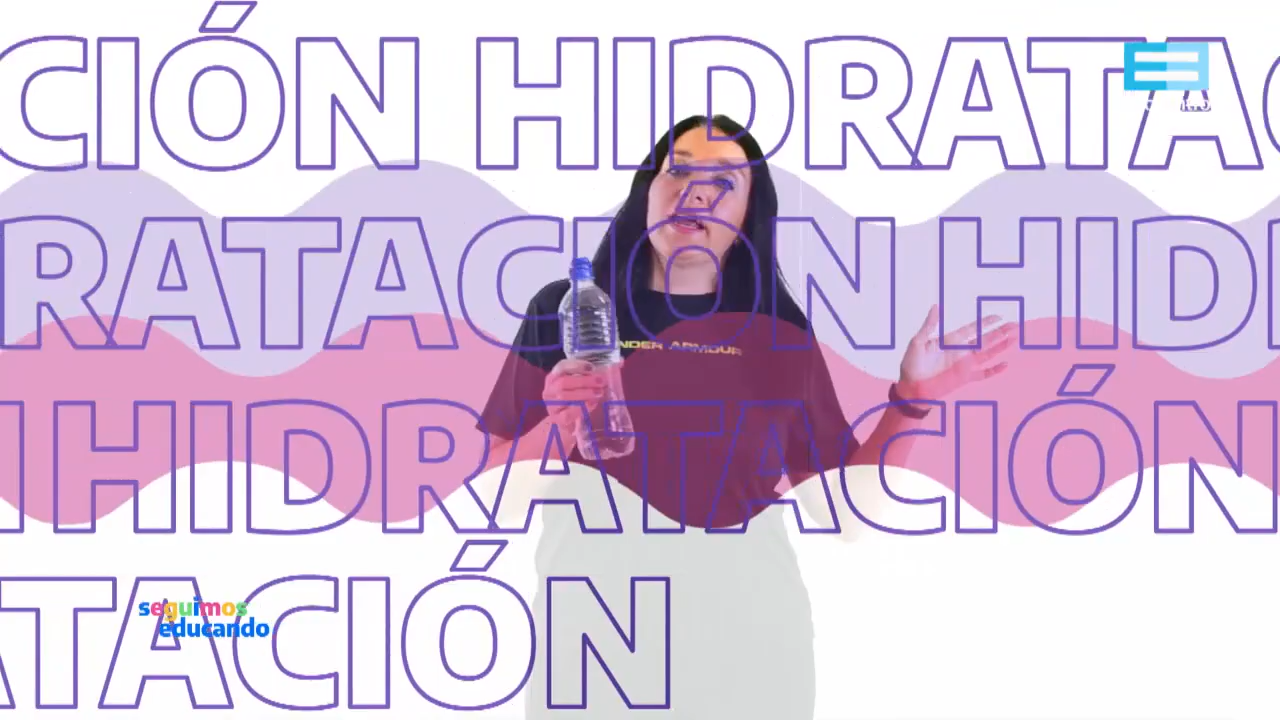 CIÓN HIDRATAC
RATACIÓN HIDR
HIDRATACIÓN
ATACIÓN
UNDER ARMOUR
seguimos
educando